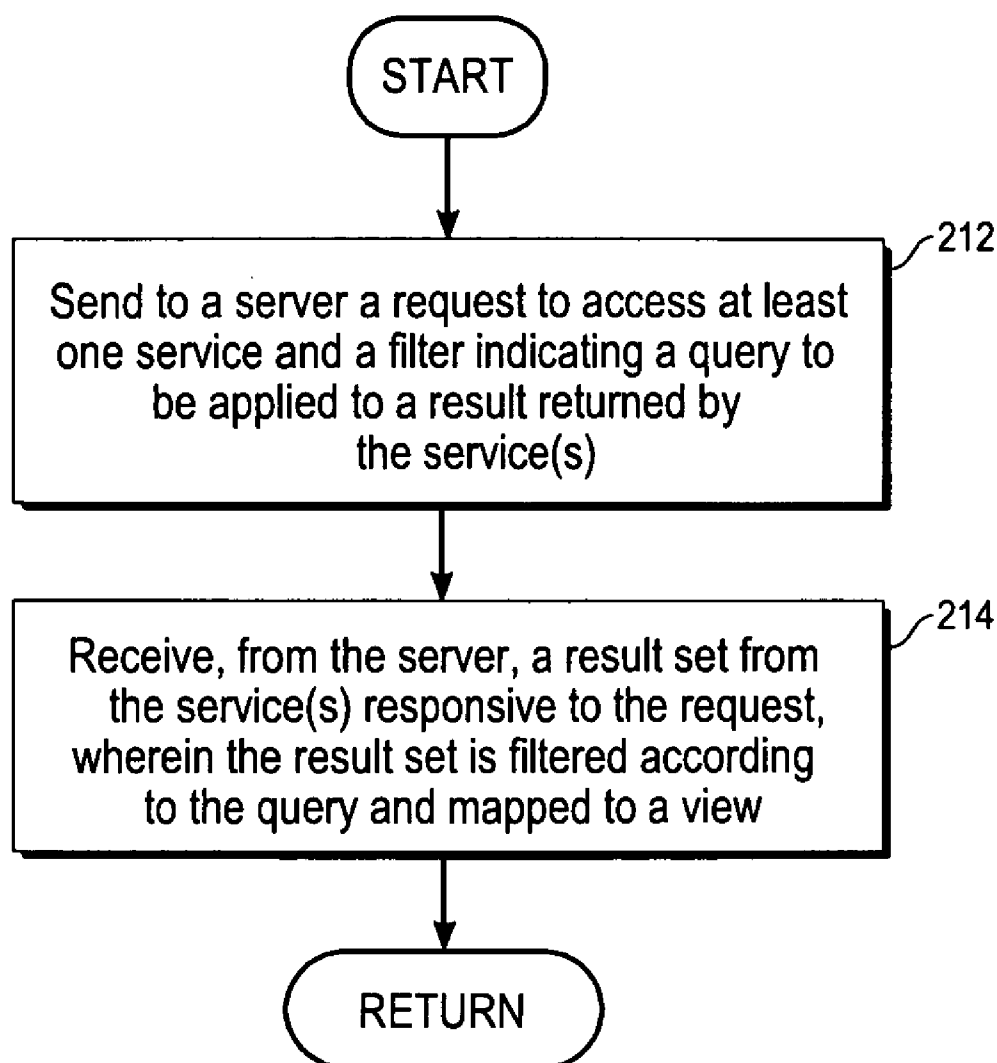 START
212
Send to a server a request to access at least
one service and a filter indicating a query to
be applied to a result returned by
the service(s)
214
Receive, from the server, a result set from
the service(s) responsive to the request,
wherein the result set is filtered according
to the query and mapped to a view
RETURN